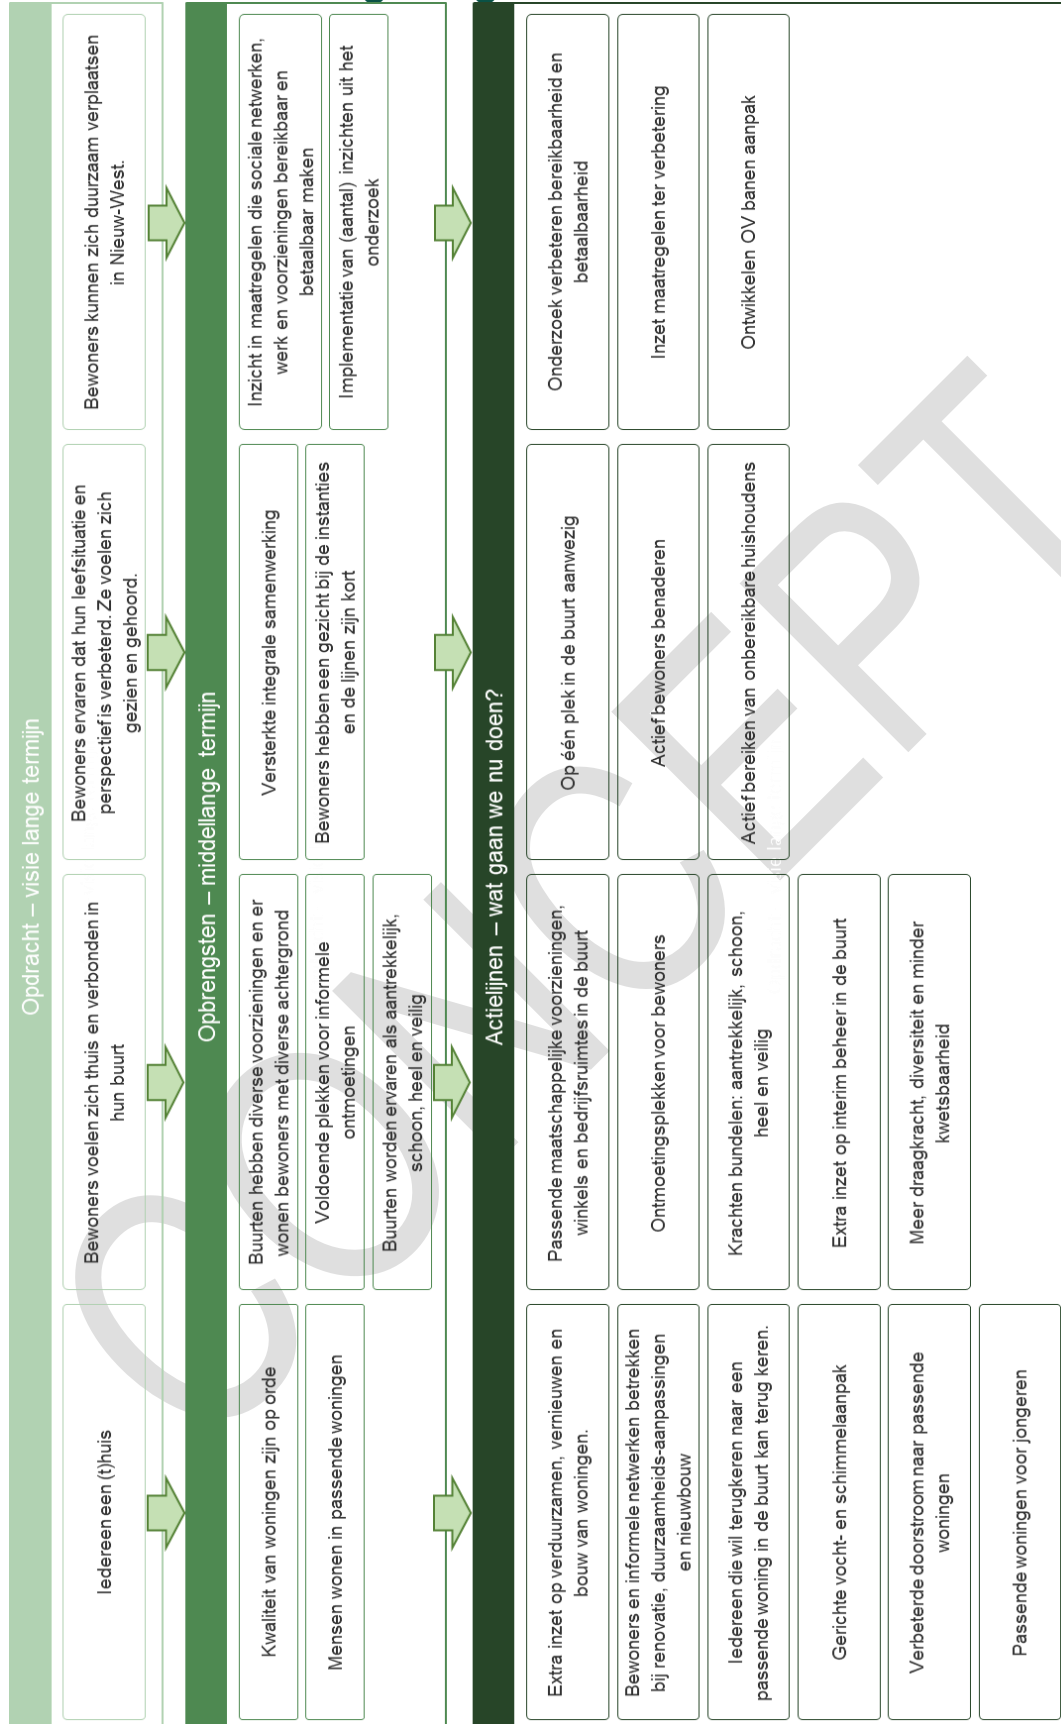 Opdracht – visie lange termijn
Iedereen een (t)huis
Bewoners voelen zich thuis en verbonden in
hun buurt
Bewoners ervaren dat hun leefsituatie en
perspectief is verbeterd. Ze voelen zich
gezien en gehoord.
Bewoners kunnen zich duurzaam verplaatsen
in Nieuw-West.
Opbrengsten – middellange termijn
Kwaliteit van woningen zijn op orde
Mensen wonen in passende woningen
Buurten hebben diverse voorzieningen en er
wonen bewoners met diverse achtergrond
Voldoende plekken voor informele
ontmoetingen
Buurten worden ervaren als aantrekkelijk,
schoon, heel en veilig
Versterkte integrale samenwerking
Bewoners hebben een gezicht bij de instanties
en de lijnen zijn kort
Inzicht in maatregelen die sociale netwerken,
werk en voorzieningen bereikbaar en
betaalbaar maken
Implementatie van (aantal) inzichten uit het
onderzoek
Actielijnen – wat gaan we nu doen?
Extra inzet op verduurzamen, vernieuwen en
bouw van woningen.
Bewoners en informele netwerken betrekken
bij renovatie, duurzaamheids-aanpassingen
en nieuwbouw
Iedereen die wil terugkeren naar een
passende woning in de buurt kan terug keren.
Gerichte vocht- en schimmelaanpak
Verbeterde doorstroom naar passende
woningen
Passende woningen voor jongeren
Passende maatschappelijke voorzieningen,
winkels en bedrijfsruimtes in de buurt
Ontmoetingsplekken voor bewoners
Krachten bundelen: aantrekkelijk, schoon,
heel en veilig
Extra inzet op interim beheer in de buurt
Meer draagkracht, diversiteit en minder
kwetsbaarheid
Op één plek in de buurt aanwezig
Actief bewoners benaderen
Actief bereiken van onbereikbare huishoudens
Onderzoek verbeteren bereikbaarheid en
betaalbaarheid
Inzet maatregelen ter verbetering
Ontwikkelen OV banen aanpak
CONCEPT